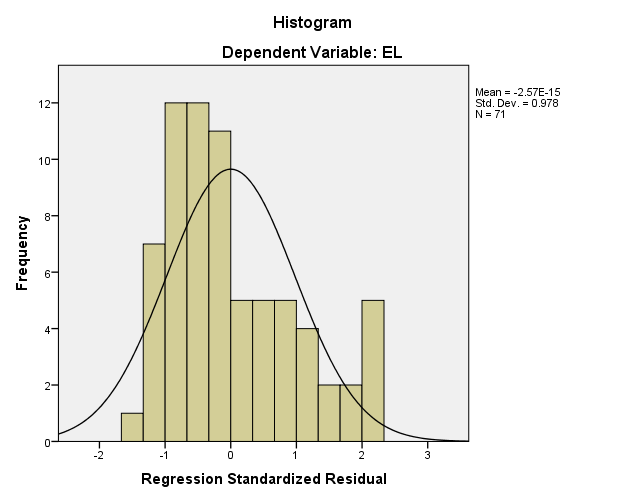 Histogram
Dependent Variable: EL
Mean = -2.57E-15
Std. Dev. = 0.978
N = 71
12
10
8
6
4
2
0
Frequency
-2 -1 0 1 2 3
Regression Standardized Residual